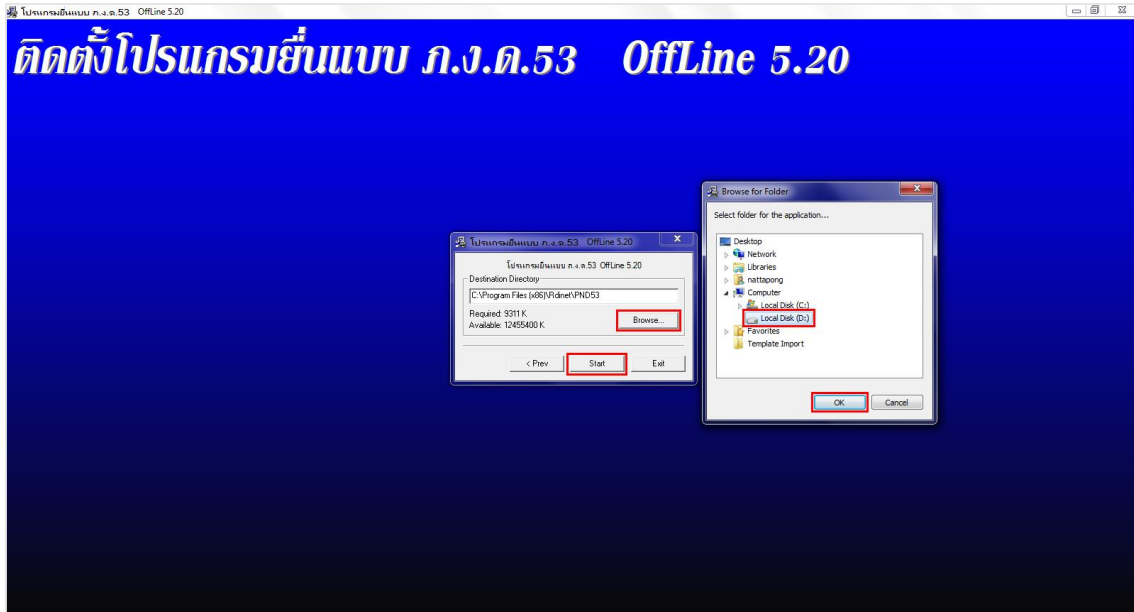 โปรแกรมยื่นแบบ ภ.ง.ด.53 OffLine 5.20
ติดตั้งโปรแกรมยื่นแบบ ภ.ง.ด.53 OffLine 5.20
โปรแกรมยื่นแบบ ภ.ง.ด.53 OffLine 5.20
โปรแกรมยื่นแบบ ภ.ง.ด.53 OffLine 5.20
Destination Directory
C:\Program Files (x86)\Rdinet\PND53
Required: 9311 K
Available: 12455400 K
Browse...
< Prev
Start
Exit
Browse for Folder
Select folder for the application...
Desktop
Network
Libraries
nattapong
Computer
Local Disk (C:)
Local Disk (D:)
Favorites
Template Import
OK
Cancel